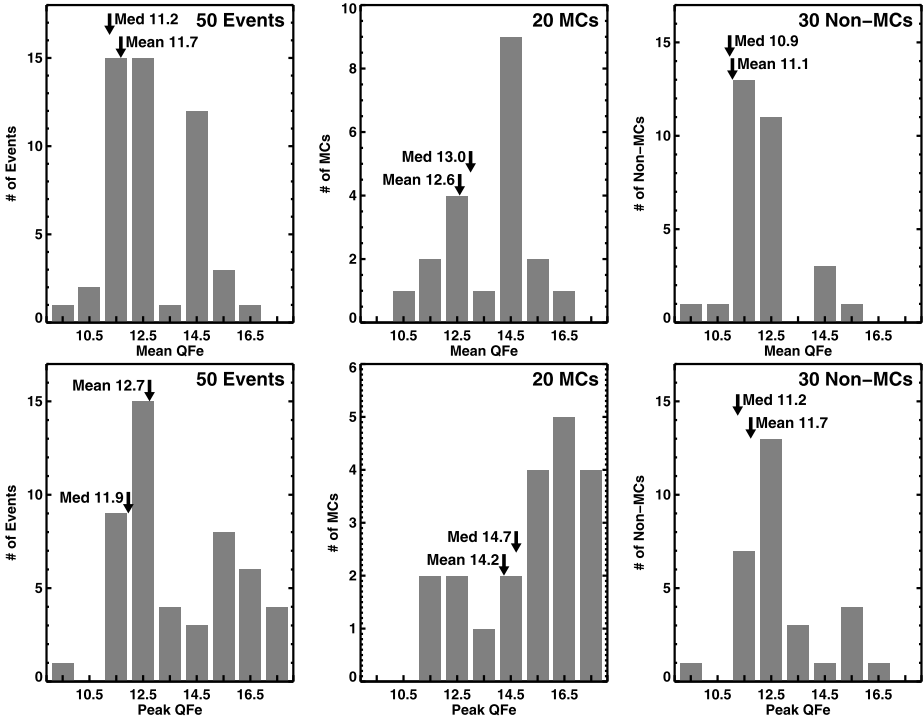 50 Events
Med 11.2
Mean 11.7
# of Events
15
10
5
0
10.5 12.5 14.5 16.5
Mean QFe
20 MCs
Med 13.0
Mean 12.6
# of MCs
10
8
6
4
2
0
10.5 12.5 14.5 16.5
Mean QFe
30 Non-MCs
Med 10.9
Mean 11.1
# of Non-MCs
15
10
5
0
10.5 12.5 14.5 16.5
Mean QFe
50 Events
Mean 12.7
Med 11.9
# of Events
15
10
5
0
10.5 12.5 14.5 16.5
Peak QFe
20 MCs
Med 14.7
Mean 14.2
# of MCs
6
5
4
3
2
1
0
10.5 12.5 14.5 16.5
Peak QFe
30 Non-MCs
Med 11.2
Mean 11.7
# of Non-MCs
15
10
5
0
10.5 12.5 14.5 16.5
Peak QFe